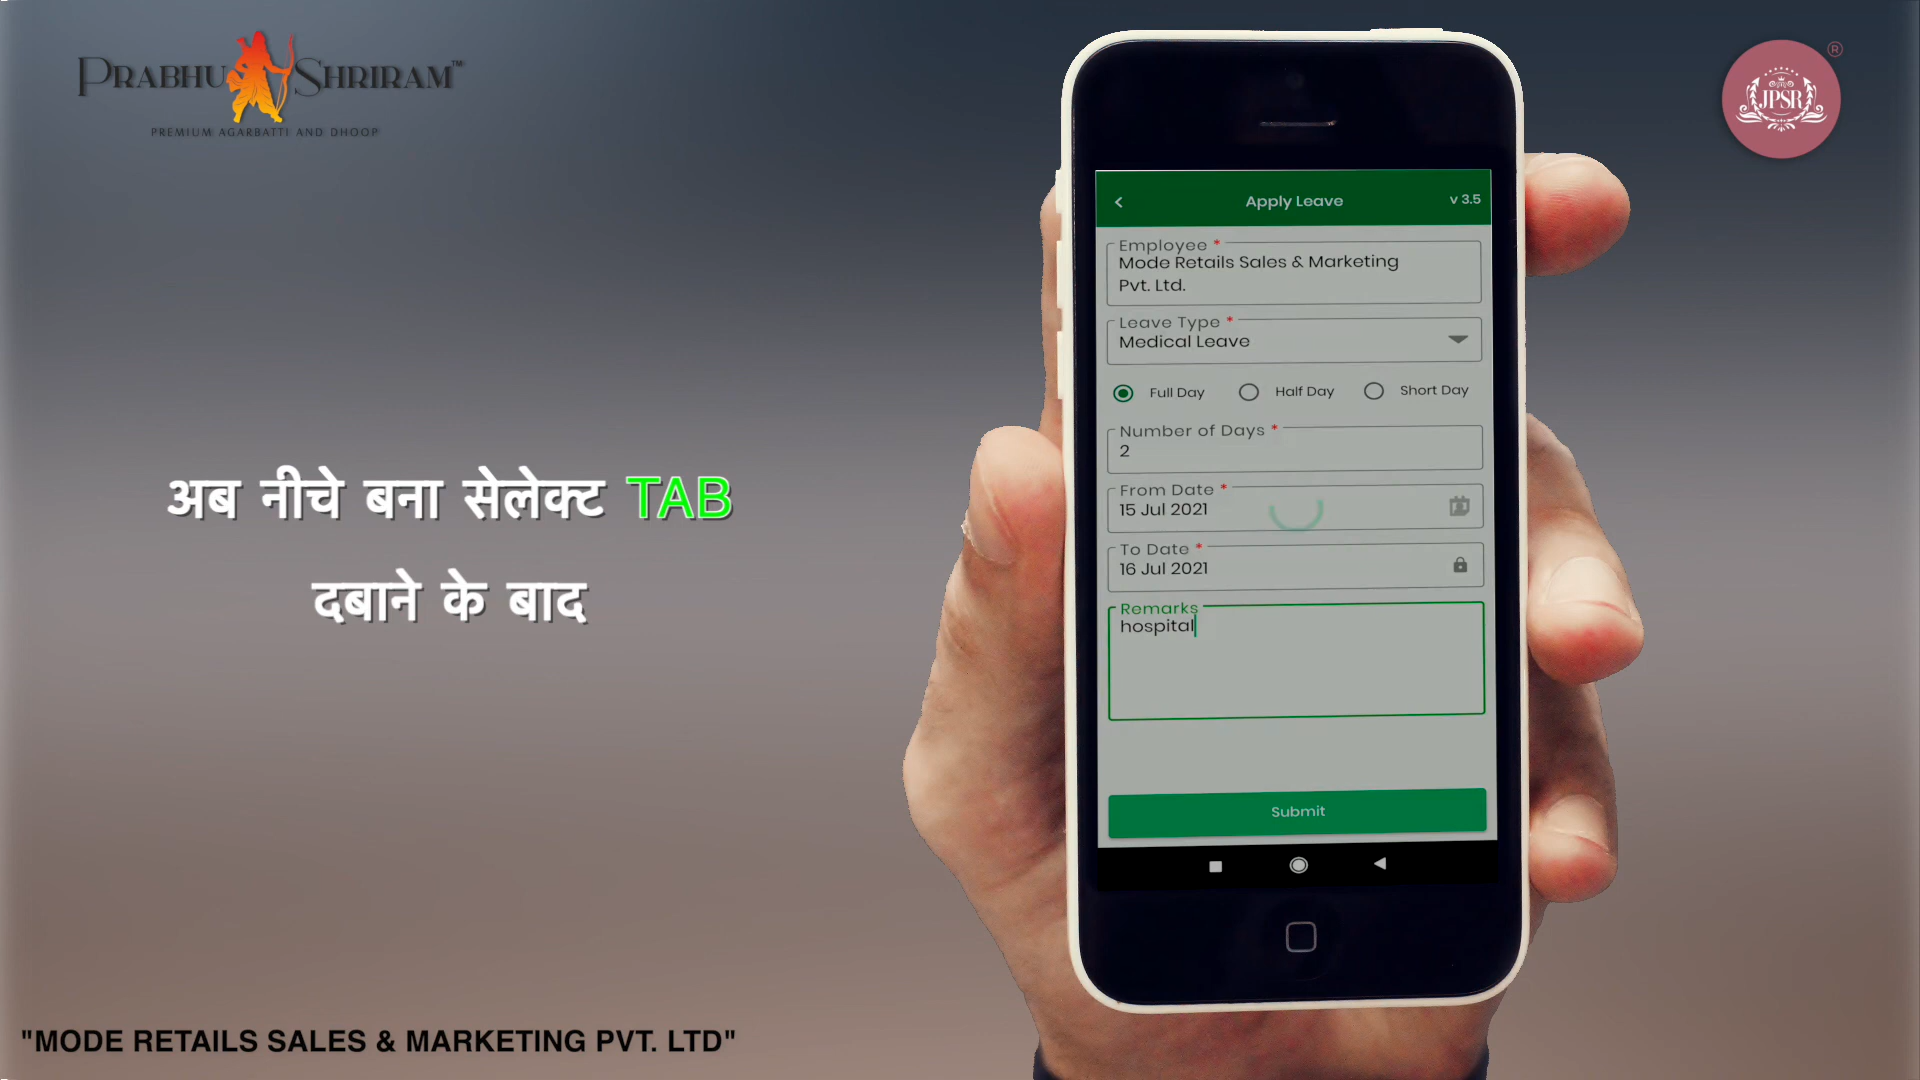 PRABHU SHRIRAM™
PREMIUM AGARBATTI AND DHOOP
JPSR
®
Apply Leave
v 3.5
Employee *
Mode Retails Sales & Marketing
Pvt. Ltd.
Leave Type *
Medical Leave
Full Day
Half Day
Short Day
Number of Days *
2
From Date *
15 Jul 2021
To Date *
16 Jul 2021
Remarks
hospital
Submit
अब नीचे बना सेलेक्ट TAB
दबाने के बाद
"MODE RETAILS SALES & MARKETING PVT. LTD"